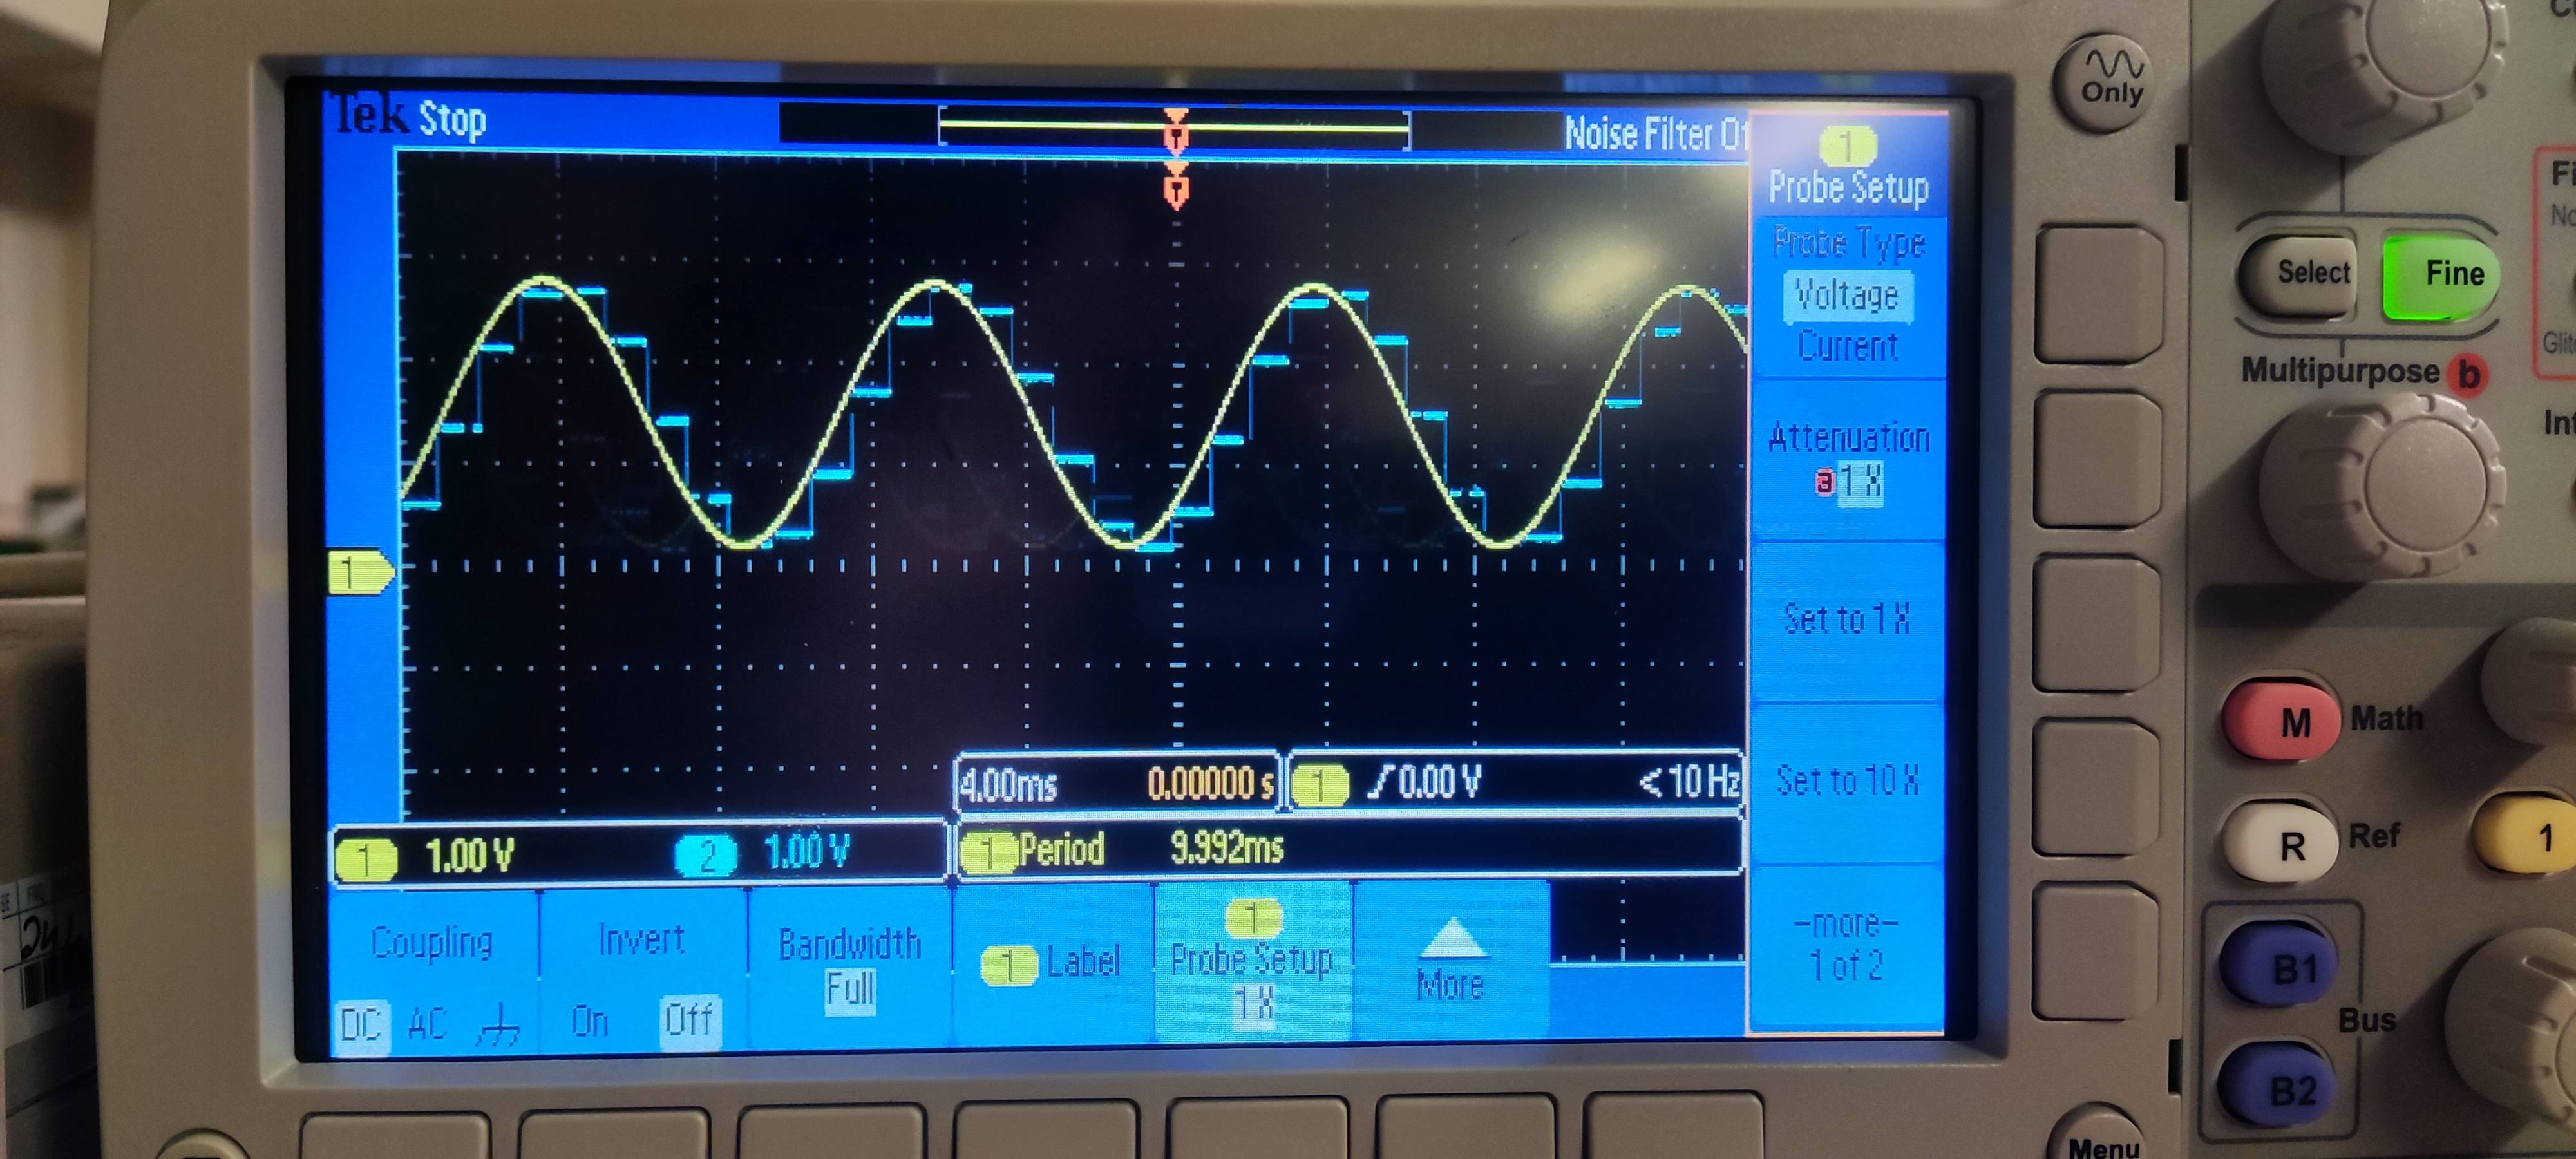 Tek Stop
Noise Filter Of
1
Probe Setup
Probe Type
Voltage
Current
Attenuation
a 1 X
Set to 1 X
Set to 10 X
-more-
1 of 2
T
T
1
4.00ms 0.00000 s
1 0.00 V <10 Hz
1 1.00 V 2 1.00 V
1 Period 9.992ms
Coupling
DC AC
Invert
On Off
Bandwidth
Full
1 Label
1
Probe Setup
1 X
More
Only
Select
Fine
Multipurpose b
M Math
R Ref
1
B1
Bus
B2
Menu